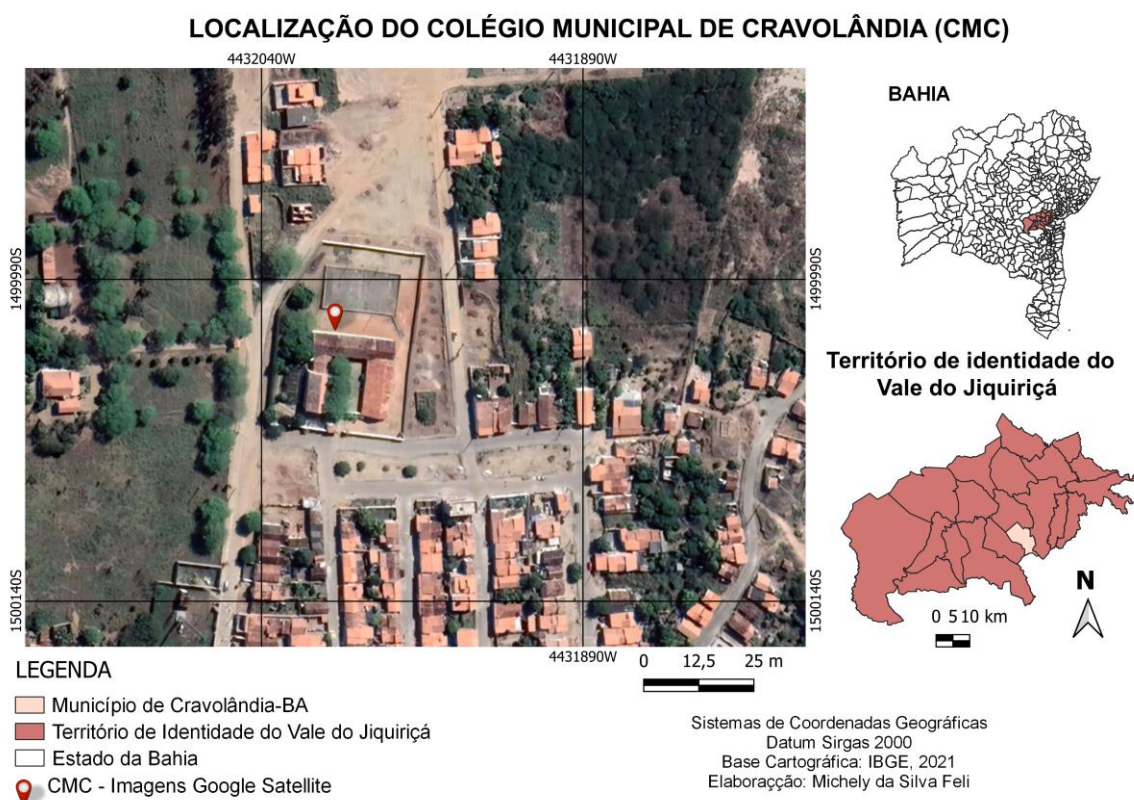 LOCALIZAÇÃO DO COLÉGIO MUNICIPAL DE CRAVOLÂNDIA (CMC)
4432040W
4431890W
149990S
149990S
1500140S
1500140S
4431890W
BAHIA
Território de identidade do
Vale do Jiquiriçá
N
0 5 10 km
0 12,5 25 m
LEGENDA
Município de Cravolândia-BA
Território de Identidade do Vale do Jiquiriçá
Estado da Bahia
CMC - Imagens Google Satellite
Sistemas de Coordenadas Geográficas
Datum Sirgas 2000
Base Cartográfica: IBGE, 2021
Elaboracção: Michely da Silva Feli